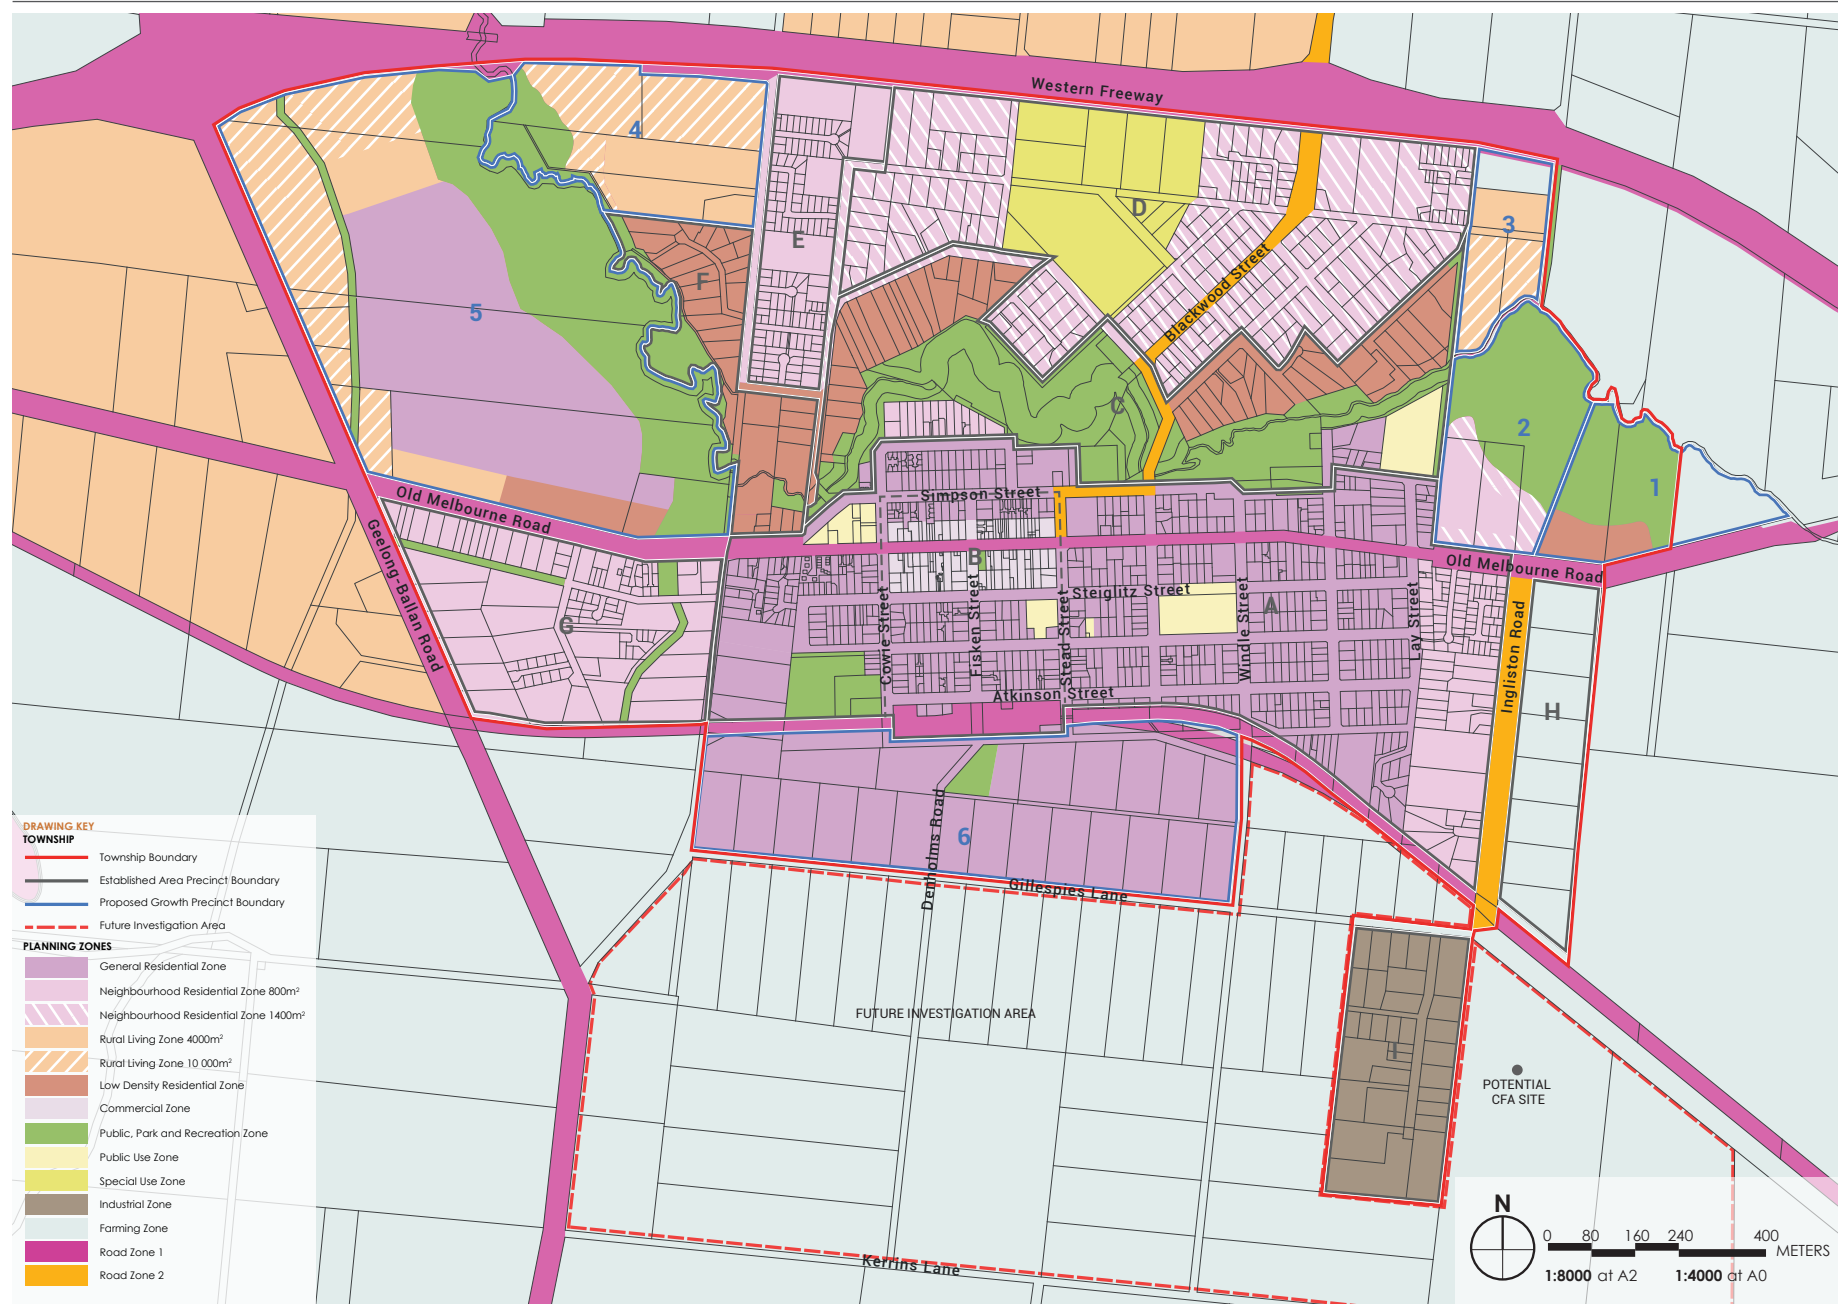 Western Freeway
4
D
3
E
F
Blackwood Street
5
C
2
1
Simpson Street
Old Melbourne Road
Geelong-Ballan Road
B
Old Melbourne Road
Steiglitz Street
A
G
Cowie Street
Fisken Street
Stead Street
Windle Street
Lay Street
Ingliston Road
Atkinson Street
H
6
Denholms Road
Gillespies Lane
FUTURE INVESTIGATION AREA
I
POTENTIAL
CFA SITE
Kerrins Lane
DRAWING KEY
TOWNSHIP
Township Boundary
Established Area Precinct Boundary
Proposed Growth Precinct Boundary
Future Investigation Area
PLANNING ZONES
General Residential Zone
Neighbourhood Residential Zone 800m²
Neighbourhood Residential Zone 1400m²
Rural Living Zone 4000m²
Rural Living Zone 10 000m²
Low Density Residential Zone
Commercial Zone
Public, Park and Recreation Zone
Public Use Zone
Special Use Zone
Industrial Zone
Farming Zone
Road Zone 1
Road Zone 2
N
0 80 160 240 400
METERS
1:8000 at A2 1:4000 at A0